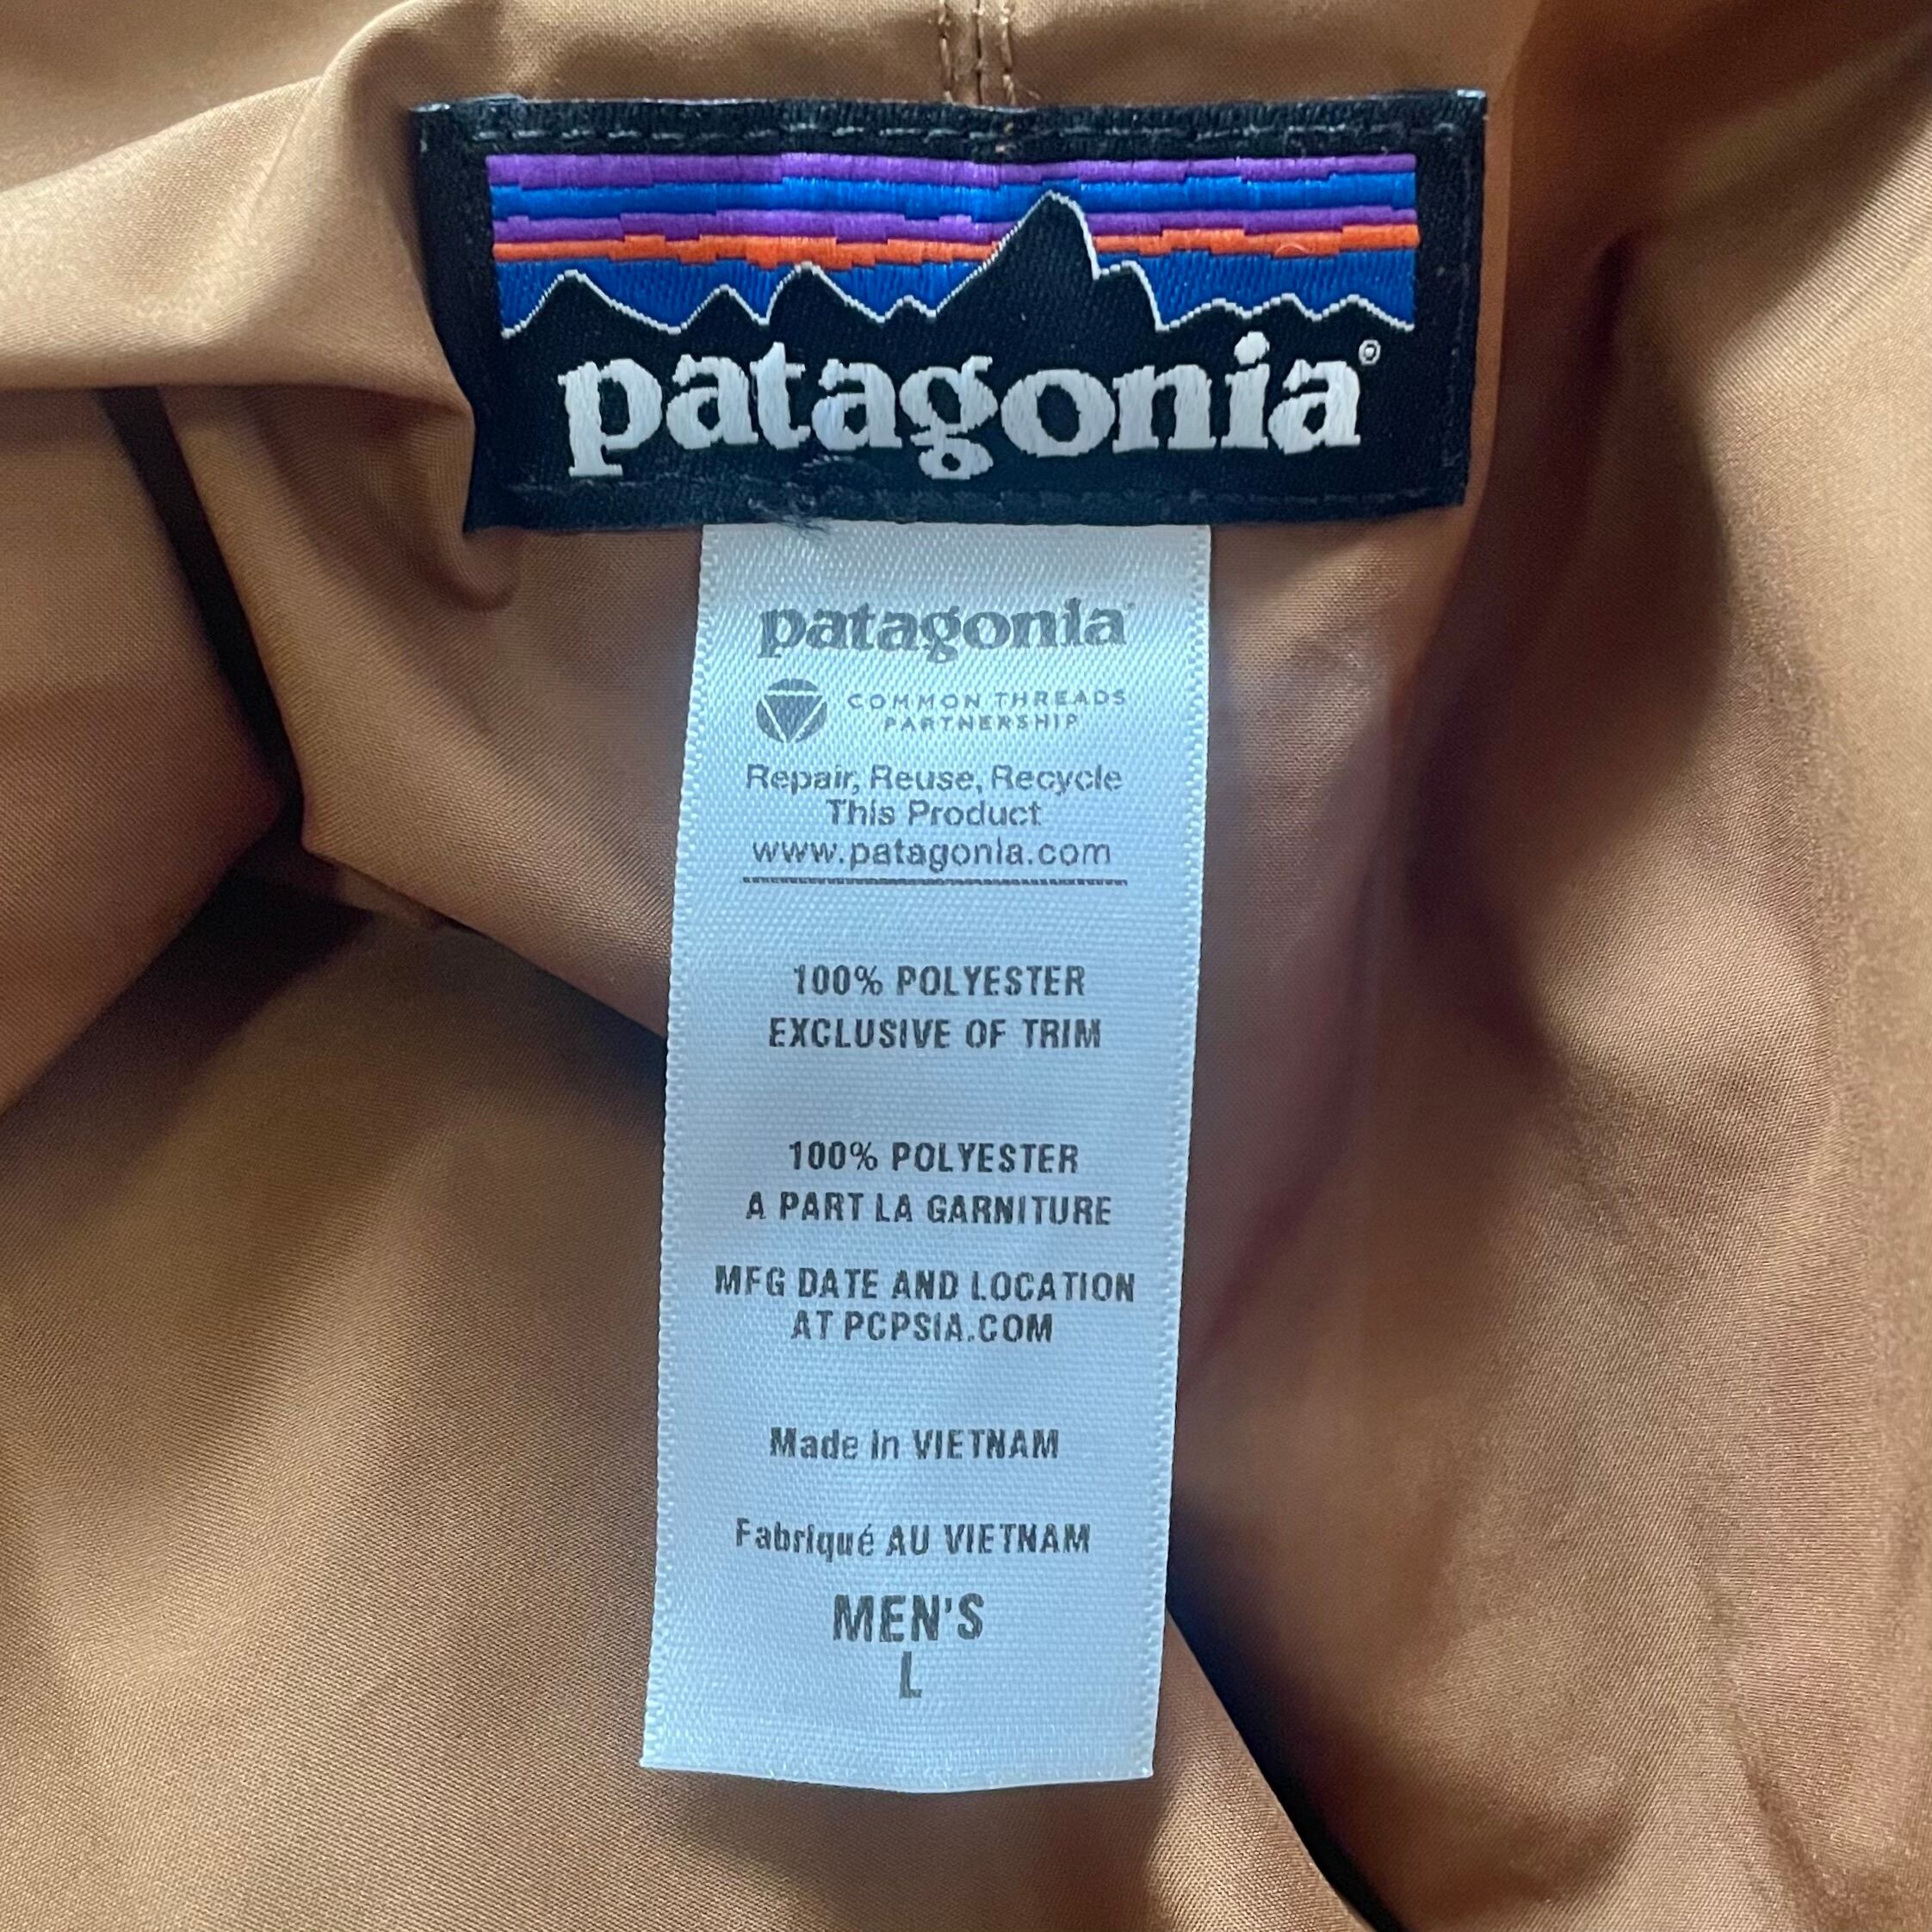 patagonia®
patagonia
COMMON THREADS
PARTNERSHIP
Repair, Reuse, Recycle
This Product
www.patagonia.com
100% POLYESTER
EXCLUSIVE OF TRIM
100% POLYESTER
A PART LA GARNITURE
MFG DATE AND LOCATION
AT PCPSIA.COM
Made in VIETNAM
Fabriqué AU VIETNAM
MEN'S
L